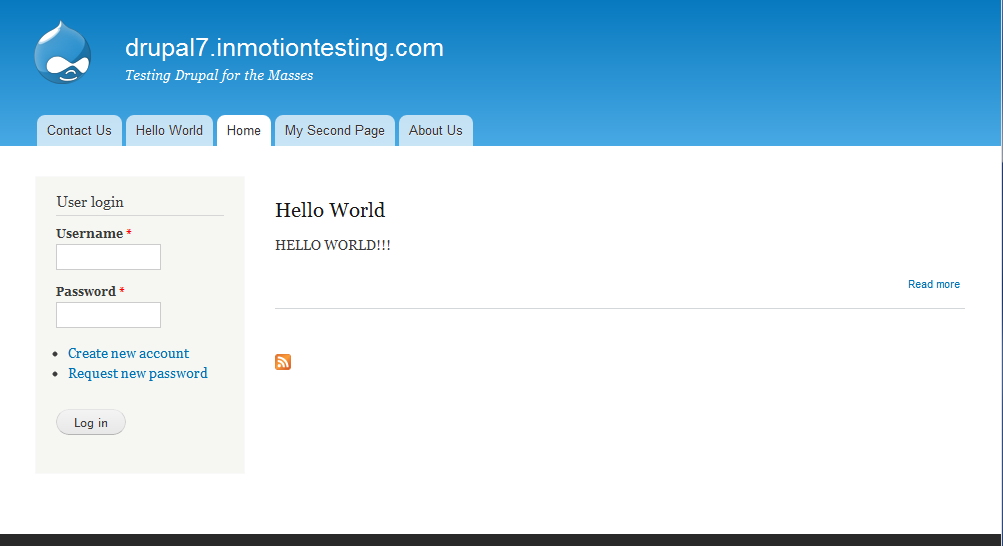 drupal7.inmotiontesting.com
Testing Drupal for the Masses
Contact Us
Hello World
Home
My Second Page
About Us
User login
Username *
Password *
Create new account
Request new password
Log in
Hello World
HELLO WORLD!!!
Read more